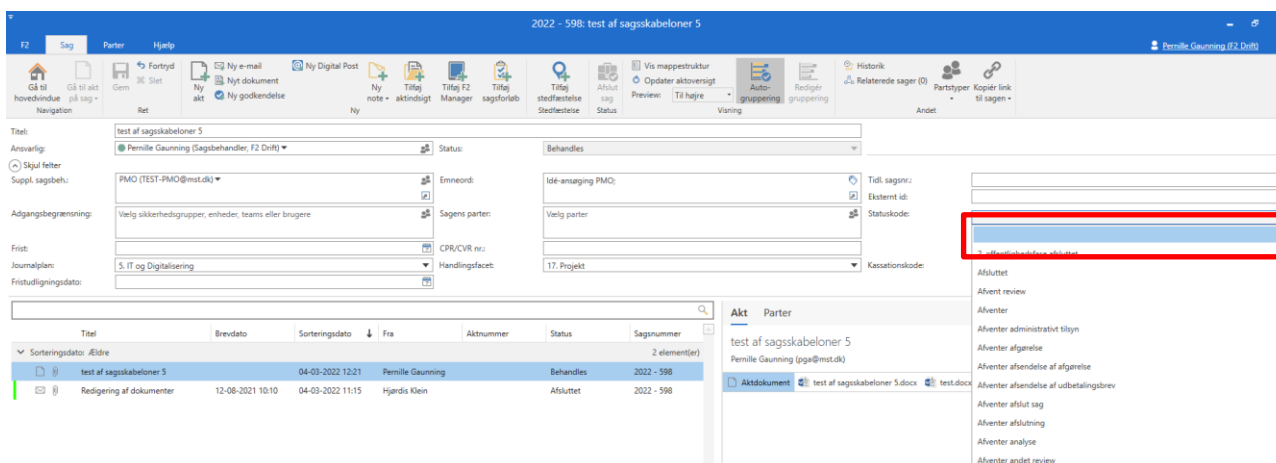 2022 - 598: test af sagsskabeloner 5
F2 Sag Parter Hjælp
Pernille Gaunning (F2 Drift)
Gå til hovedvindue
Gå til akt på sag
Navigation
Gem
Fortryd
Slet
Ret
Ny akt
Ny e-mail
Nyt dokument
Ny godkendelse
Ny Digital Post
Ny note
Tilføj aktindsigt
Tilføj F2 Manager
Tilføj sagsforløb
Ny
Tilføj stedfæstelse
Stedfæstelse
Afslut sag
Status
Vis mappestruktur
Opdater aktoversigt
Preview: Til højre
Auto-gruppering
Redigér gruppering
Visning
Historik
Relaterede sager (0)
Partstyper
Kopiér link til sagen
Andet
Titel: test af sagsskabeloner 5
Ansvarlig: Pernille Gaunning (Sagsbehandler, F2 Drift) Status: Behandles
Skjul felter
Suppl. sagsbeh.: PMO (TEST-PMO@mst.dk) Emneord: Idé-ansøging PMO; Tidl. sagsnr.:
Eksternt id:
Adgangsbegrænsning: Vælg sikkerhedsgrupper, enheder, teams eller brugere Sagens parter: Vælg parter Statuskode:
Frist: CPR/CVR nr.:
Journalplan: 5. IT og Digitalisering Handlingsfacet: 17. Projekt Kassationskode:
Fristudligningsdato:
2. offentlighedsfase afsluttet
Afsluttet
Afvent review
Afventer
Afventer administrativt tilsyn
Afventer afgørelse
Afventer afsendelse af afgørelse
Afventer afsendelse af udbetalingsbrev
Afventer afslut sag
Afventer afslutning
Afventer analyse
Afventer andet review
Titel Brevdato Sorteringsdato Fra Aktnummer Status Sagsnummer
Sorteringsdato: Ældre 2 element(er)
test af sagsskabeloner 5 04-03-2022 12:21 Pernille Gaunning Behandles 2022 - 598
Redigering af dokumenter 12-08-2021 10:10 04-03-2022 11:15 Hjørdis Klein Afsluttet 2022 - 598
Akt Parter
test af sagsskabeloner 5
Pernille Gaunning (pga@mst.dk)
Aktdokument test af sagsskabeloner 5.docx test.docx